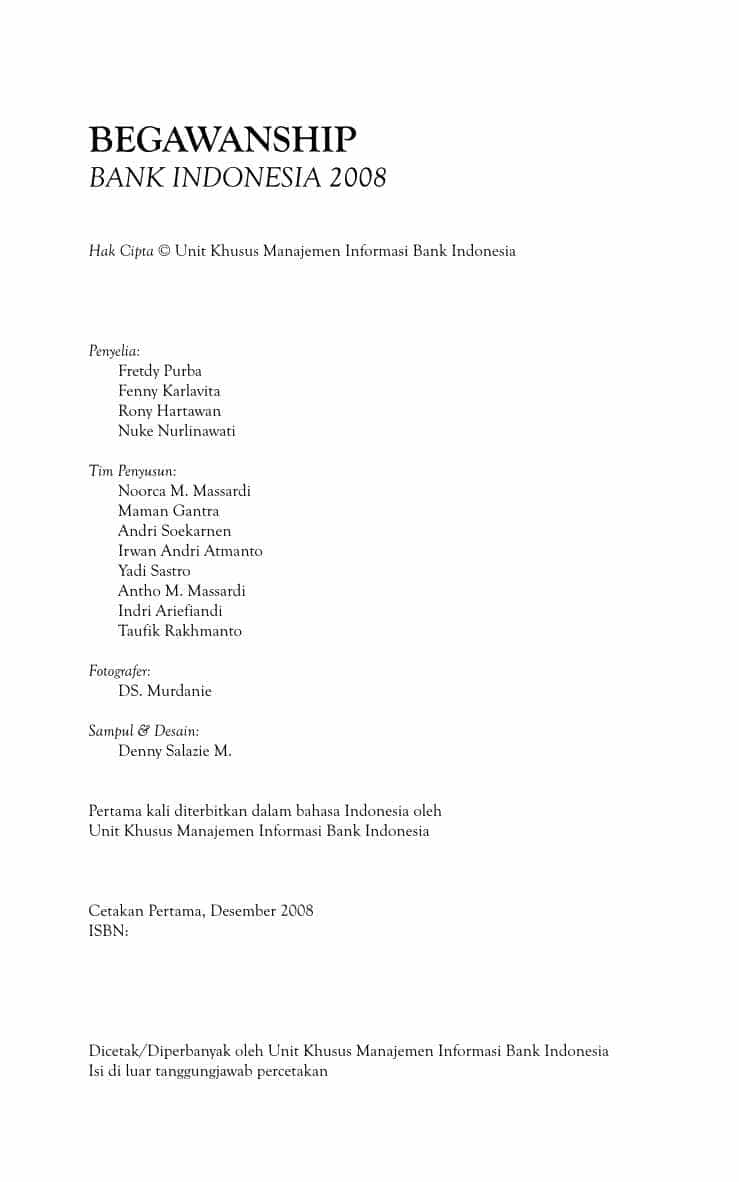 BEGAWANSHIP
BANK INDONESIA 2008
Hak Cipta © Unit Khusus Manajemen Informasi Bank Indonesia
Penyelia:
Fretdy Purba
Fenny Karlavita
Rony Hartawan
Nuke Nurlinawati
Tim Penyusun:
Noorca M. Massardi
Maman Gantra
Andri Soekarnen
Irwan Andri Atmanto
Yadi Sastro
Antho M. Massardi
Indri Ariefiandi
Taufik Rakhmanto
Fotografer:
DS. Murdanie
Sampul & Desain:
Denny Salazie M.
Pertama kali diterbitkan dalam bahasa Indonesia oleh
Unit Khusus Manajemen Informasi Bank Indonesia
Cetakan Pertama, Desember 2008
ISBN:
Dicetak/Diperbanyak oleh Unit Khusus Manajemen Informasi Bank Indonesia
Isi di luar tanggungjawab percetakan